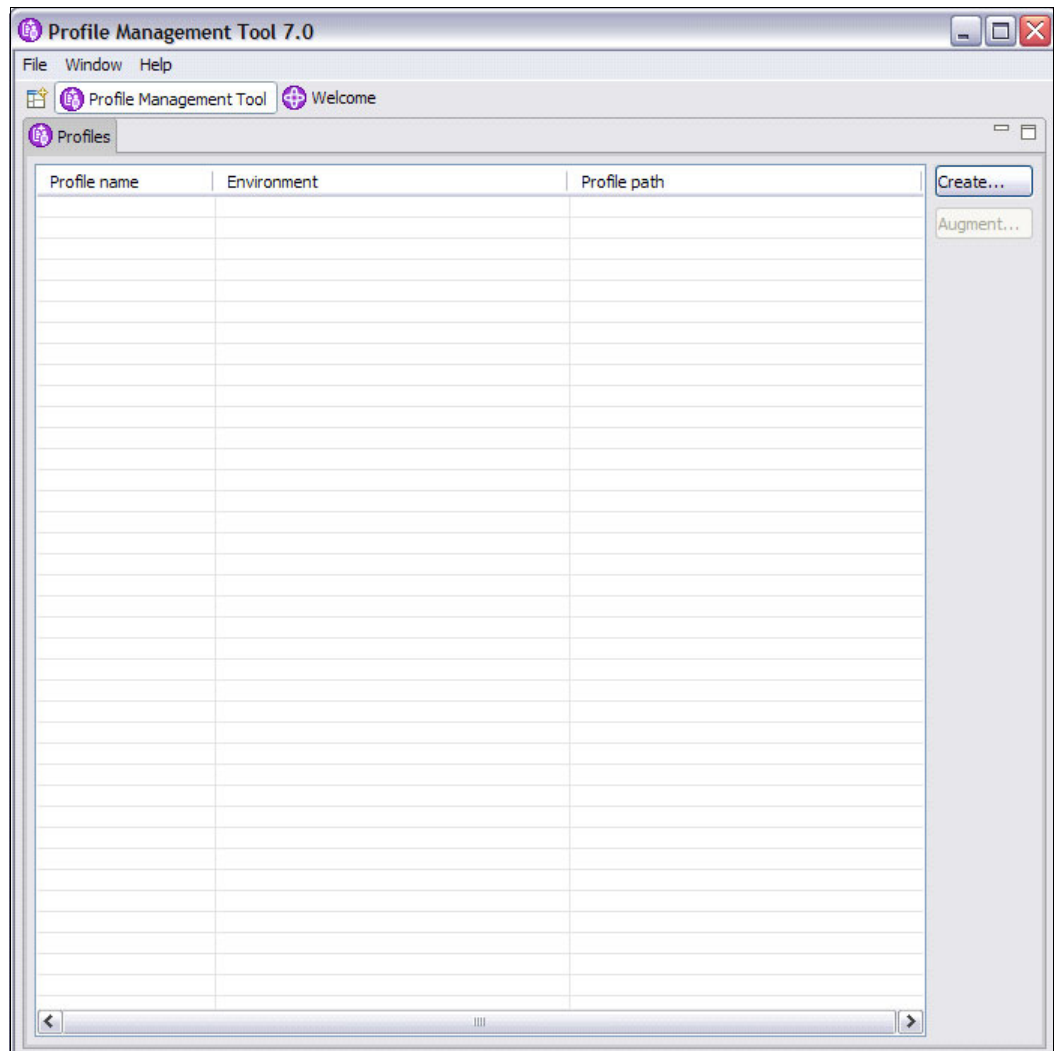 Profile Management Tool 7.0
File Window Help
Profile Management Tool Welcome
Profiles
Profile name Environment Profile path Create...
Augment...